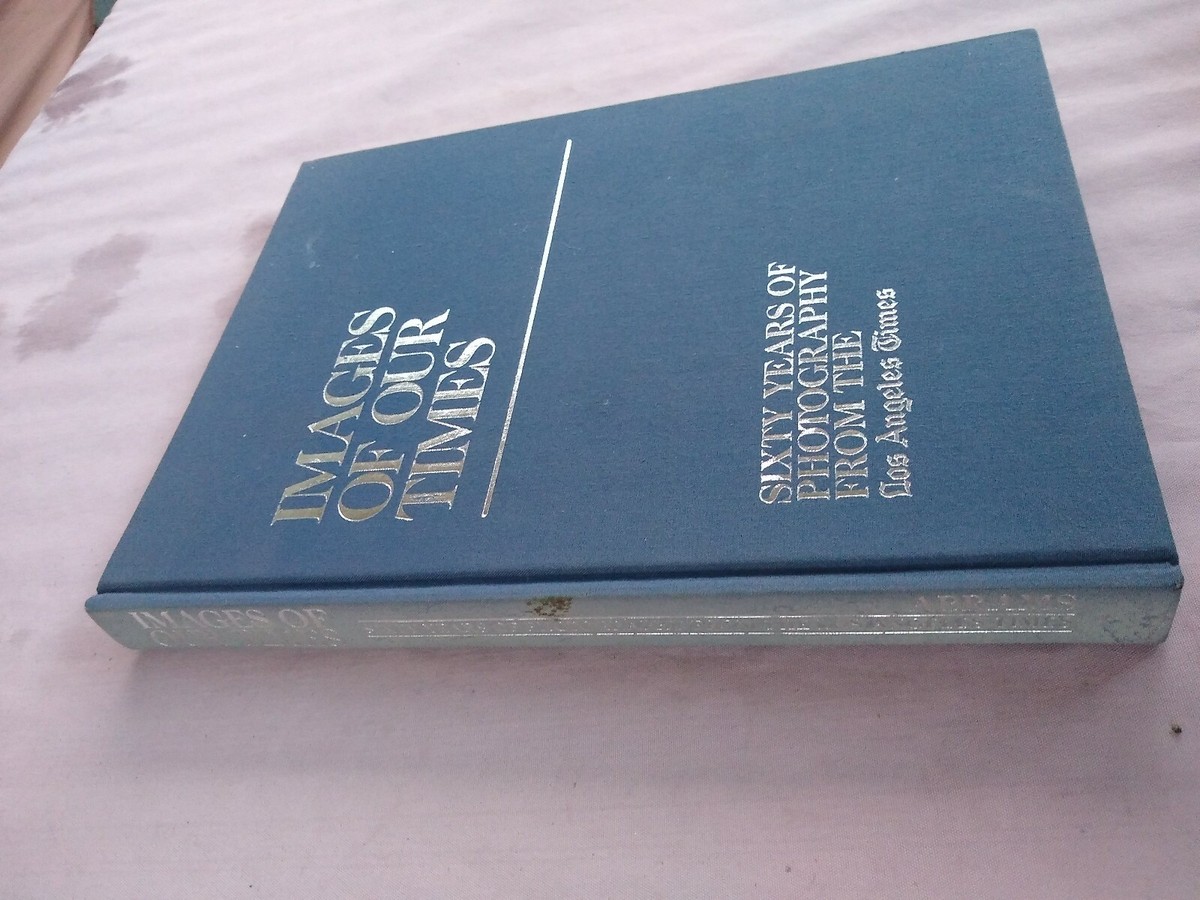 IMAGES
OF OUR
TIMES
SIXTY YEARS OF
PHOTOGRAPHY
FROM THE
Los Angeles Times
IMAGES OF
ABRAMS